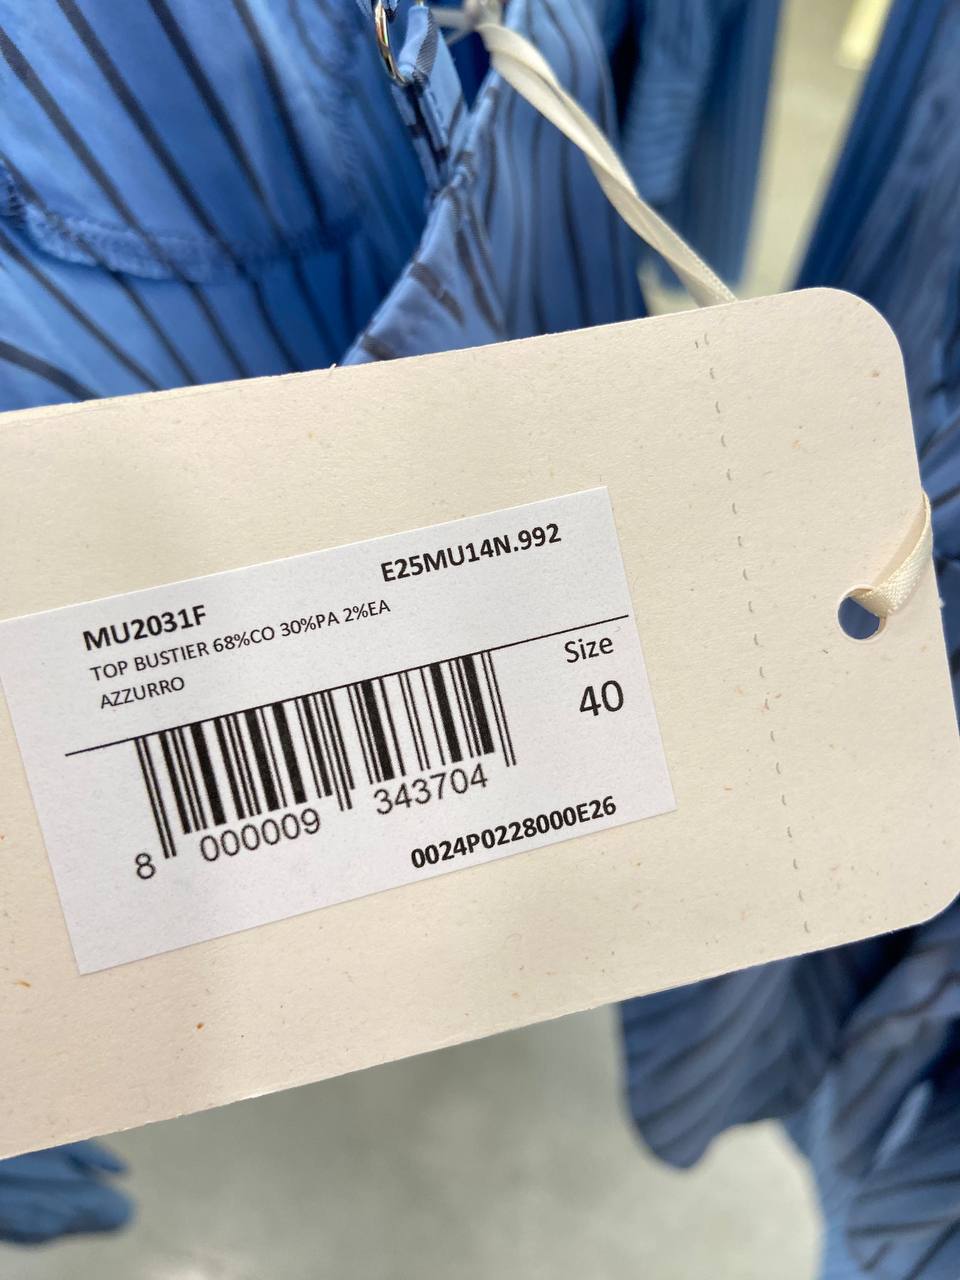 E25MU14N.992
MU2031F
TOP BUSTIER 68%CO 30%PA 2%EA
AZZURRO
Size
40
8 000009 343704
0024P0228000E26